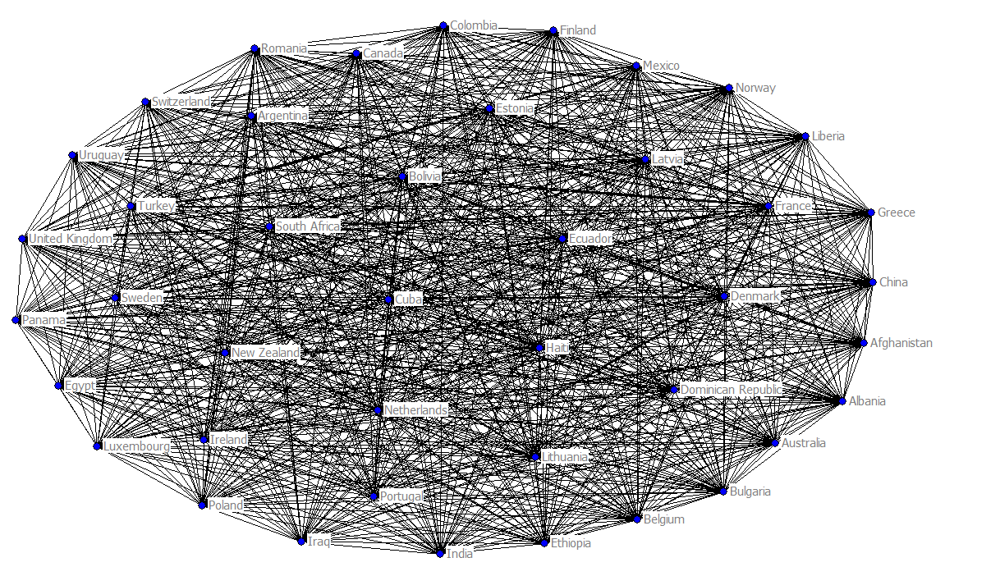 Colombia
Finland
Romania
Canada
Mexico
Norway
Switzerland
Estonia
Argentina
Liberia
Uruguay
Latvia
Bolivia
Turkey
France
Greece
South Africa
United Kingdom
Ecuador
China
Sweden
Cuba
Denmark
Panama
Afghanistan
Haiti
New Zealand
Egypt
Dominican Republic
Albania
Netherlands
Ireland
Australia
Luxembourg
Lithuania
Bulgaria
Portugal
Poland
Belgium
Iraq
Ethiopia
India